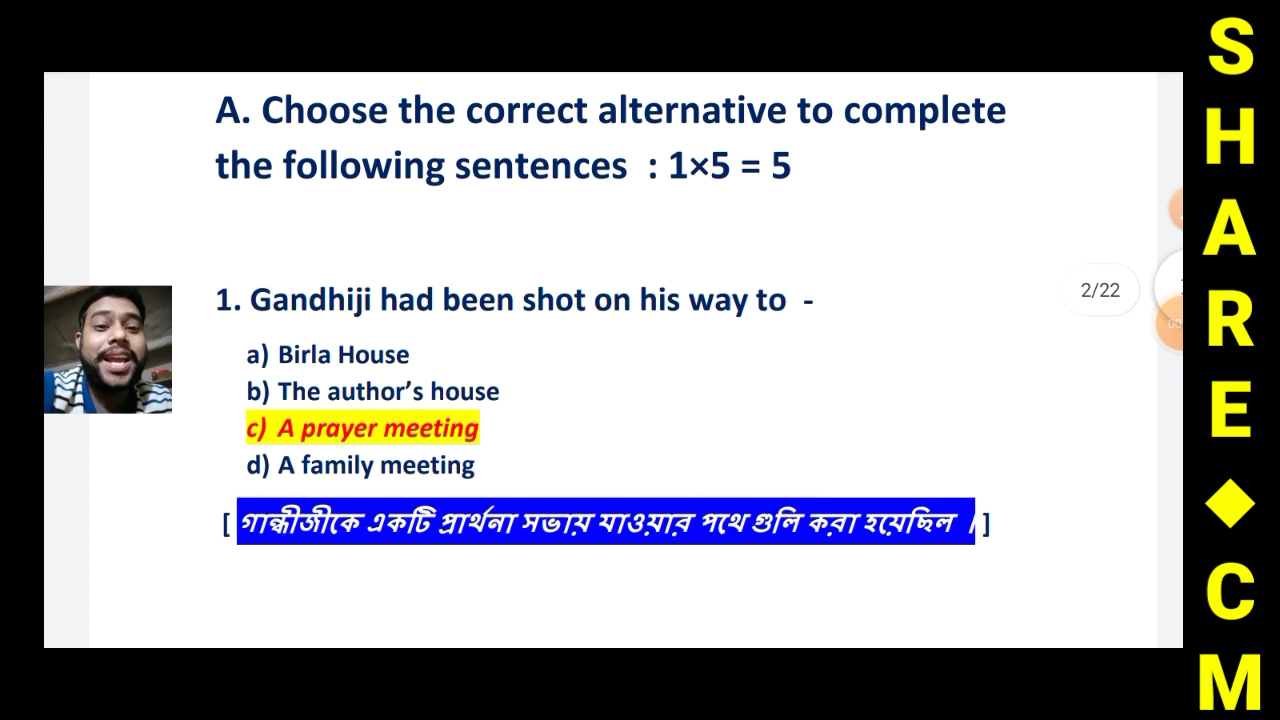 A. Choose the correct alternative to complete
the following sentences : 1×5 = 5
1. Gandhiji had been shot on his way to -
a) Birla House
b) The author's house
c) A prayer meeting
d) A family meeting
[ গান্ধীজীকে একটি প্রার্থনা সভায় যাওয়ার পথে গুলি করা হয়েছিল । ]
2/22
SHARE◆CM